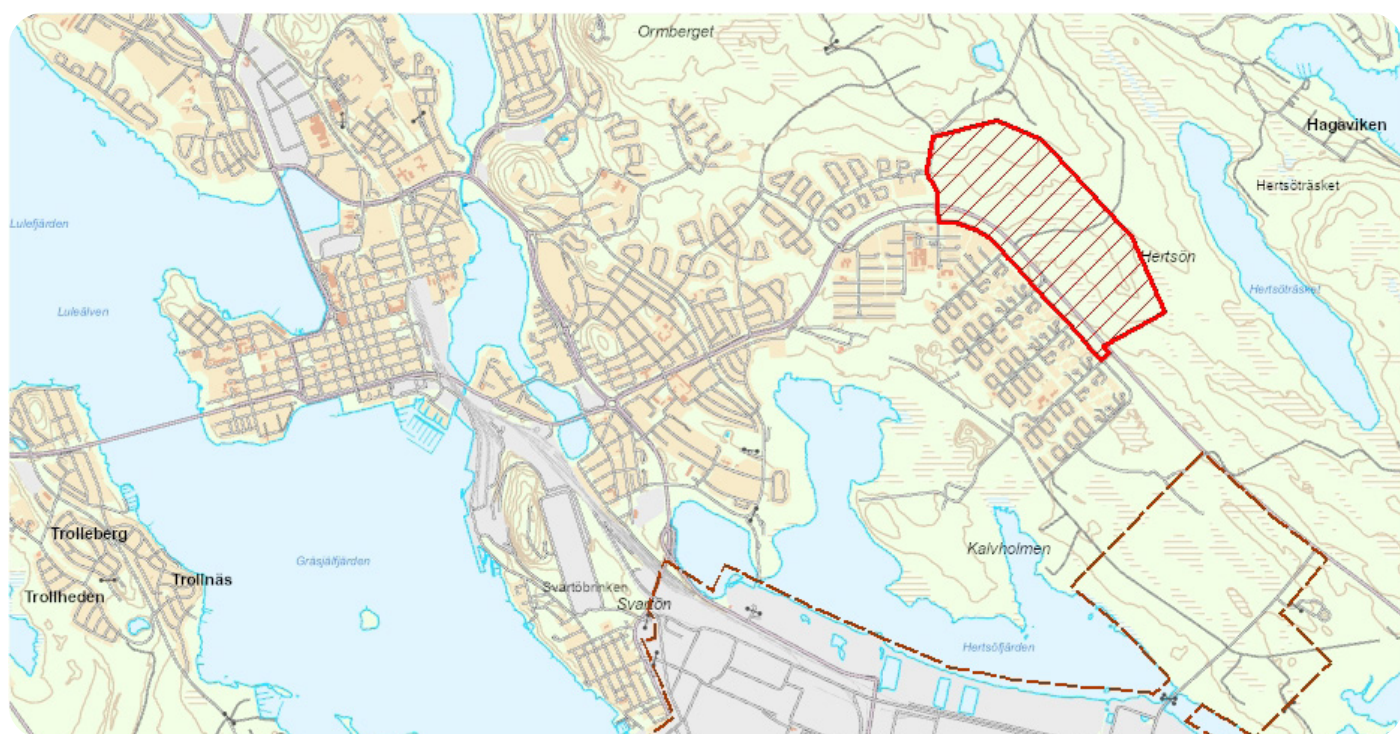 Ormberget
Hagaviken
Hertsöträsket
Lulefjärden
Hertsön
Hertsöträsket
Luleälven
Trolleberg
Kalvholmen
Gråsjälfjärden
Trollnäs
Svartöbrinken
Trollheden
Svartön
Hertsöfjärden